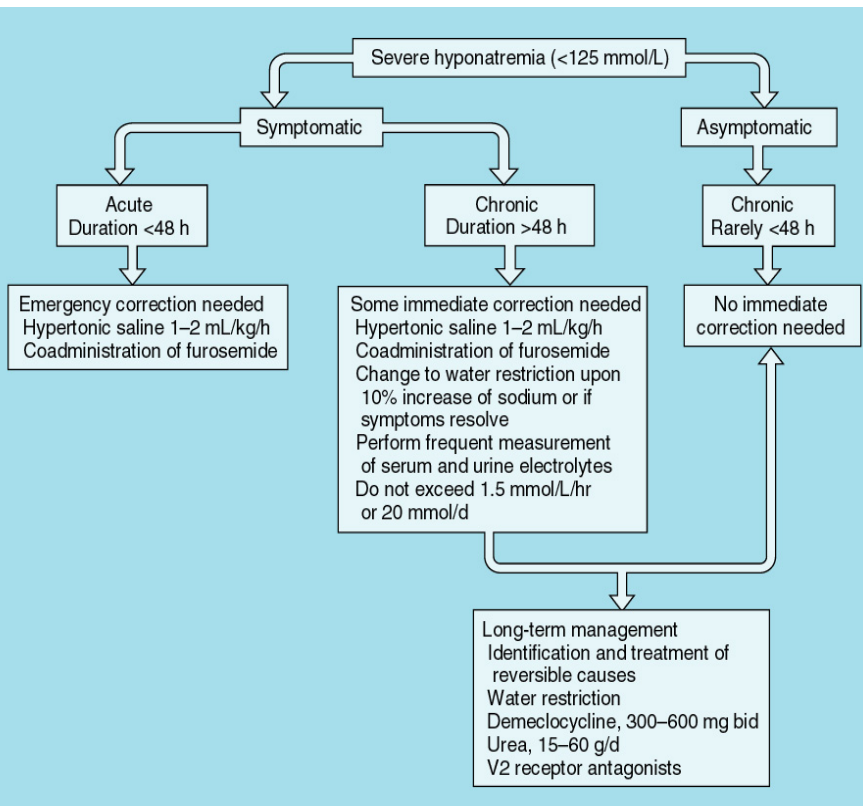 Severe hyponatremia (<125 mmol/L)
Symptomatic
Asymptomatic
Acute
Duration <48 h
Chronic
Duration >48 h
Chronic
Rarely <48 h
Emergency correction needed
Hypertonic saline 1–2 mL/kg/h
Coadministration of furosemide
Some immediate correction needed
Hypertonic saline 1–2 mL/kg/h
Coadministration of furosemide
Change to water restriction upon
10% increase of sodium or if
symptoms resolve
Perform frequent measurement
of serum and urine electrolytes
Do not exceed 1.5 mmol/L/hr
or 20 mmol/d
No immediate
correction needed
Long-term management
Identification and treatment of
reversible causes
Water restriction
Demeclocycline, 300–600 mg bid
Urea, 15–60 g/d
V2 receptor antagonists